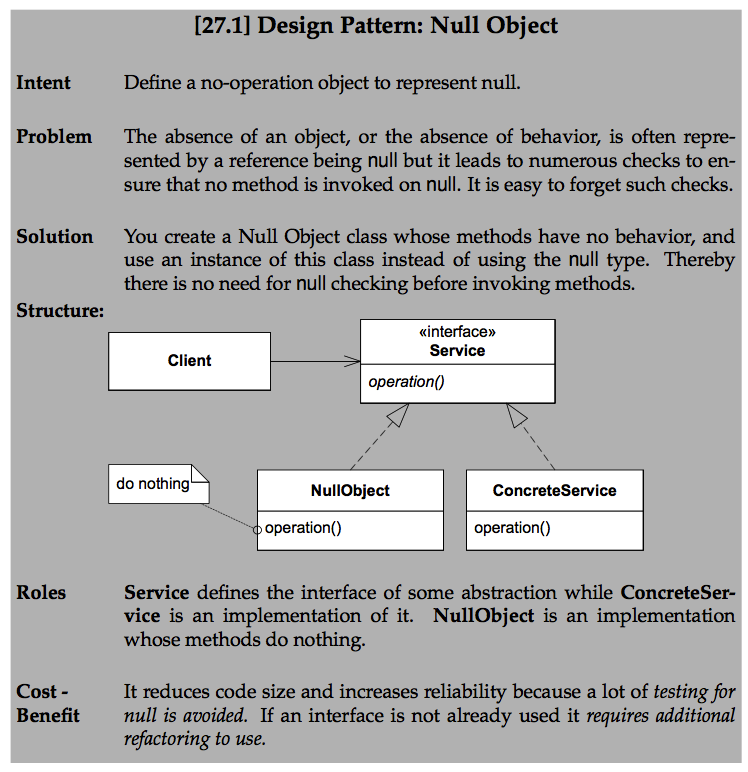 [27.1] Design Pattern: Null Object
Intent Define a no-operation object to represent null.
Problem The absence of an object, or the absence of behavior, is often repre-
sented by a reference being null but it leads to numerous checks to en-
sure that no method is invoked on null. It is easy to forget such checks.
Solution You create a Null Object class whose methods have no behavior, and
use an instance of this class instead of using the null type. Thereby
there is no need for null checking before invoking methods.
Structure:
«interface»
Service
Client
operation()
do nothing
NullObject
operation()
ConcreteService
operation()
Roles Service defines the interface of some abstraction while ConcreteSer-
vice is an implementation of it. NullObject is an implementation
whose methods do nothing.
Cost - It reduces code size and increases reliability because a lot of testing for
Benefit null is avoided. If an interface is not already used it requires additional
refactoring to use.